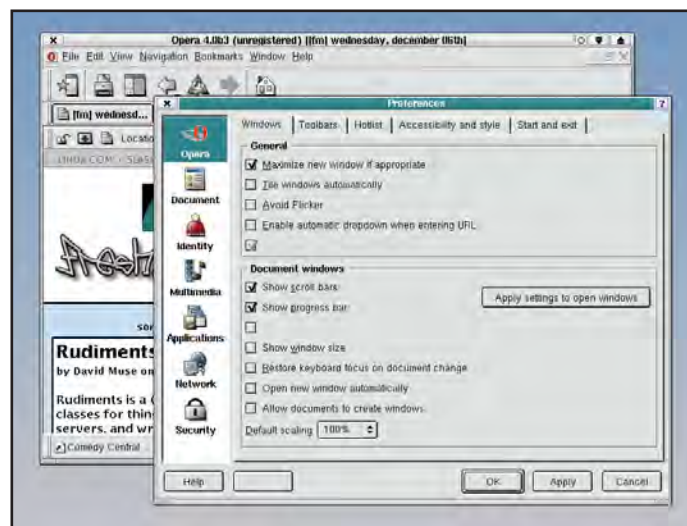 Opera 4.0b3 (unregistered) [[fm] wednesday, december 06th]
File Edit View Navigation Bookmarks Window Help
[fm] wednesd...
Locatio
LINUX.COM
Fresh
son
Rudiments
by David Muse on
Rudiments is a
classes for thin
servers, and wr
Comedy Central
Preferences
?
Opera
Document
Identity
Multimedia
Applications
Network
Security
Windows Toolbars Hotlist Accessibility and style Start and exit
General
Maximize new window if appropriate
Tile windows automatically
Avoid Flicker
Enable automatic dropdown when entering URL
Document windows
Show scroll bars
Show progress bar
Apply settings to open windows
Show window size
Restore keyboard focus on document change
Open new window automatically
Allow documents to create windows
Default scaling 100%
Help
OK Apply Cancel